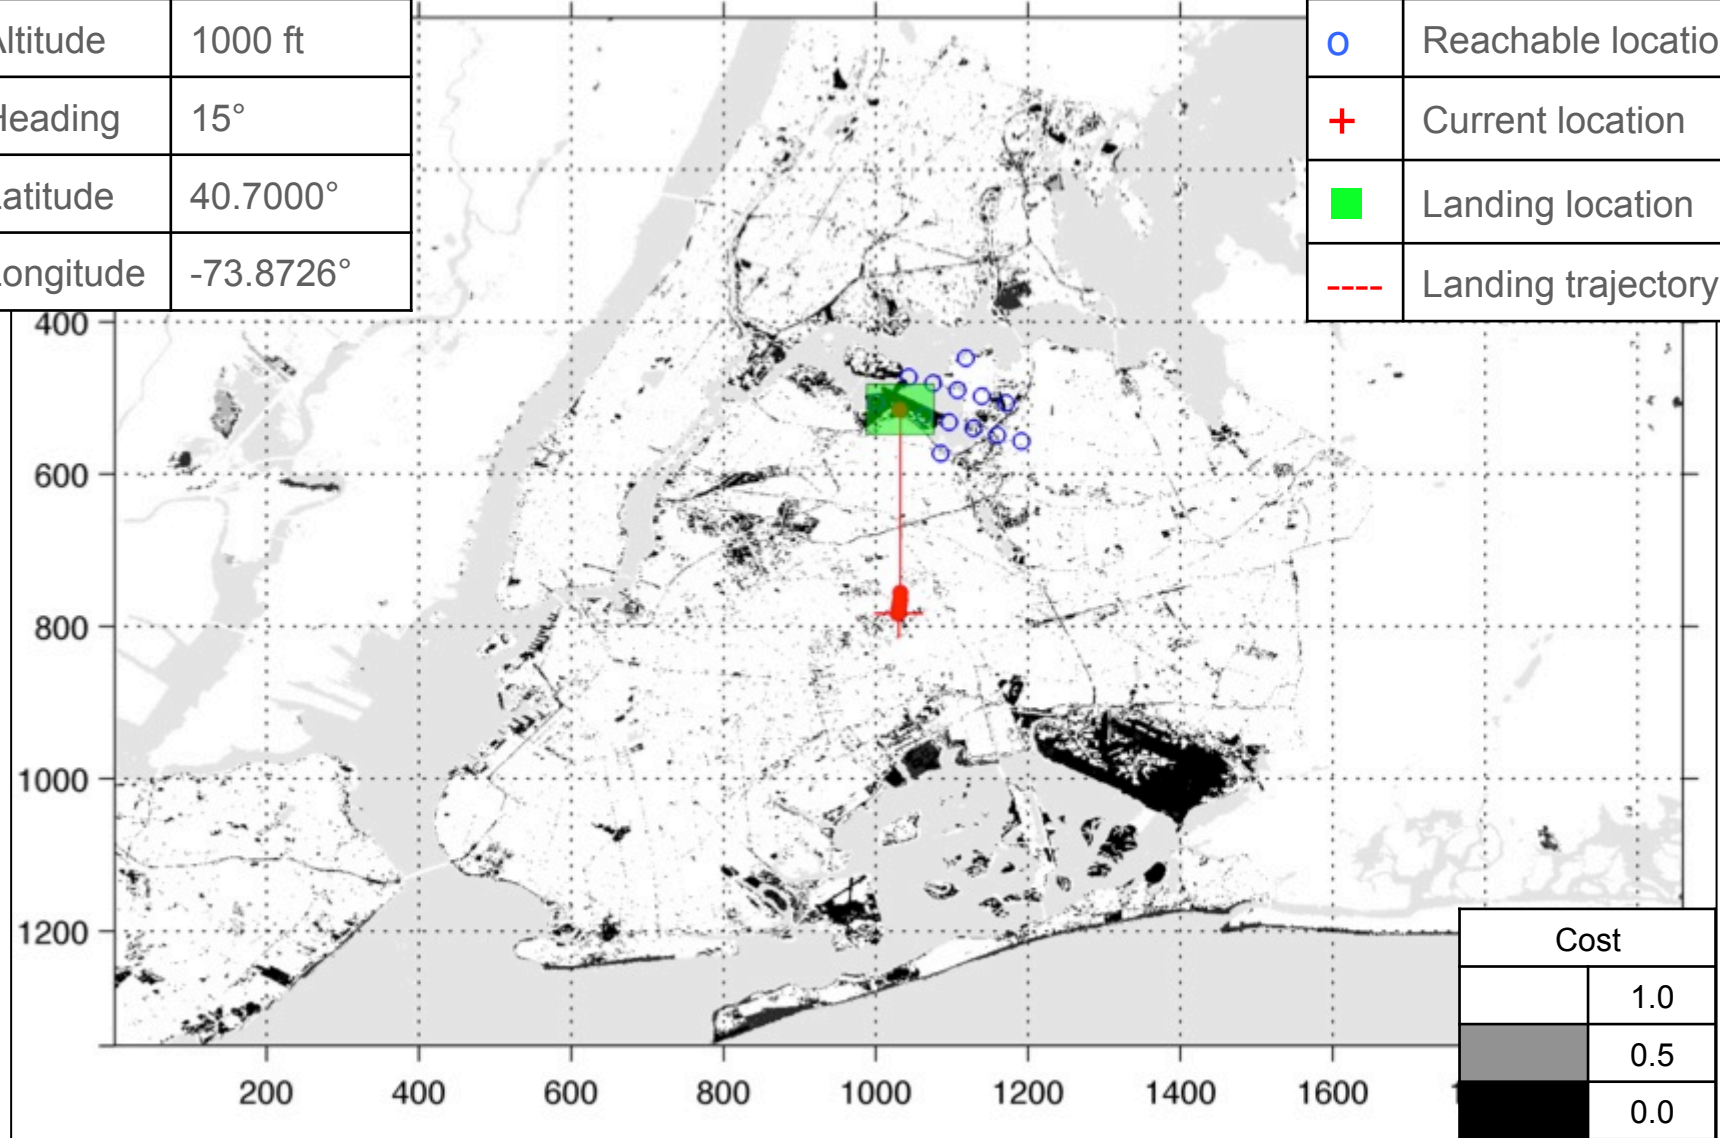 ltitude 1000 ft
Heading 15°
atitude 40.7000°
ongitude -73.8726°
o Reachable locatio
+ Current location
Landing location
---- Landing trajectory
400
600
800
1000
1200
200 400 600 800 1000 1200 1400 1600
Cost
1.0
0.5
0.0